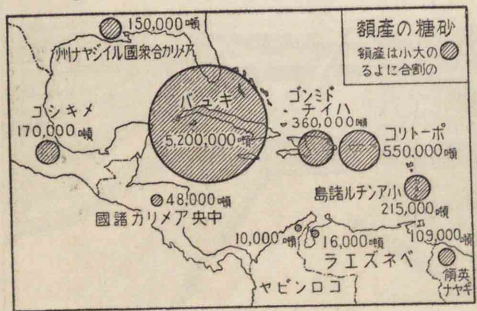 砂糖の產額
の大小は產額
の割合による
150,000噸
アメリカ合衆國ルイジヤナ州
メキシコ
170,000噸
キユバ
5,200,000噸
ドミンゴ
ハイチ
360,000噸
ポートリコ
550,000噸
小アンチル諸島
215,000噸
48,000噸
中央アメリカ諸國
10,000噸
16,000噸
ベネズエラ
コロンビヤ
109,000噸
英領
ギヤナ